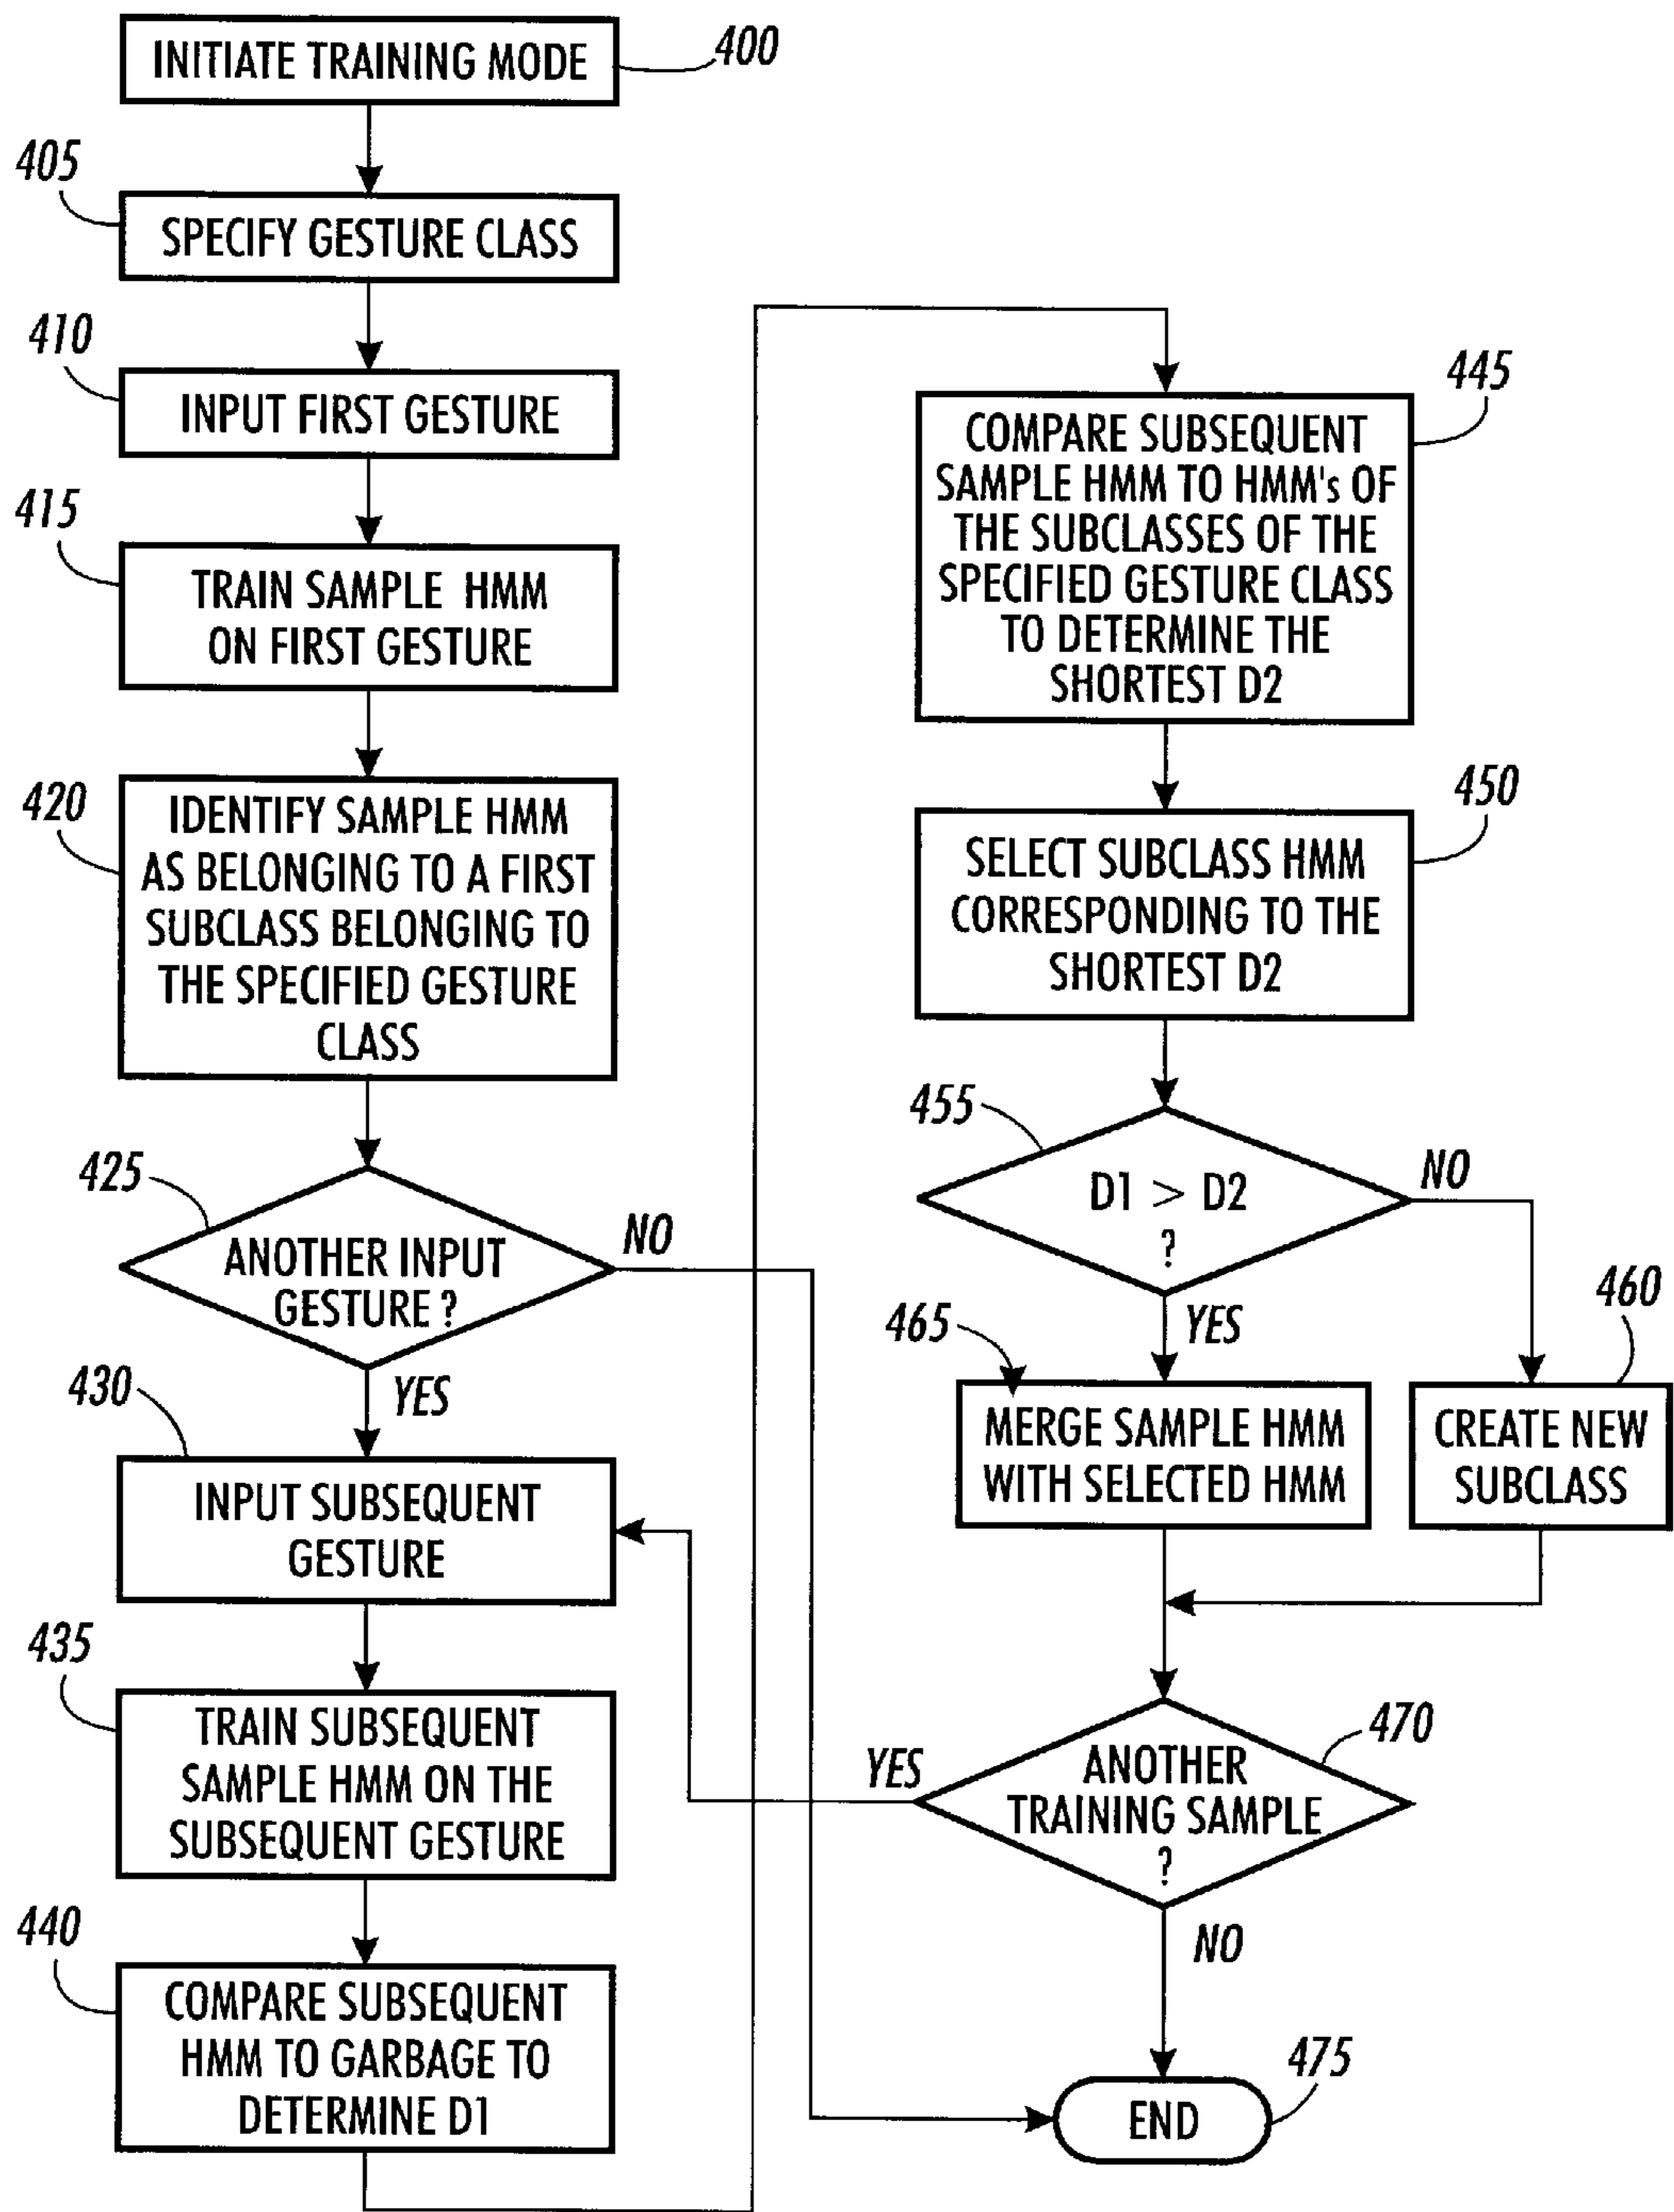 INITIATE TRAINING MODE
400
405
SPECIFY GESTURE CLASS
410
INPUT FIRST GESTURE
415
TRAIN SAMPLE HMM
ON FIRST GESTURE
420
IDENTIFY SAMPLE HMM
AS BELONGING TO A FIRST
SUBCLASS BELONGING TO
THE SPECIFIED GESTURE
CLASS
425
ANOTHER INPUT
GESTURE ?
NO
YES
430
INPUT SUBSEQUENT
GESTURE
435
TRAIN SUBSEQUENT
SAMPLE HMM ON THE
SUBSEQUENT GESTURE
440
COMPARE SUBSEQUENT
HMM TO GARBAGE TO
DETERMINE D1
445
COMPARE SUBSEQUENT
SAMPLE HMM TO HMM's OF
THE SUBCLASSES OF THE
SPECIFIED GESTURE CLASS
TO DETERMINE THE
SHORTEST D2
450
SELECT SUBCLASS HMM
CORRESPONDING TO THE
SHORTEST D2
455
D1 > D2
?
NO
YES
460
CREATE NEW
SUBCLASS
465
MERGE SAMPLE HMM
WITH SELECTED HMM
470
ANOTHER
TRAINING SAMPLE
?
YES
NO
475
END